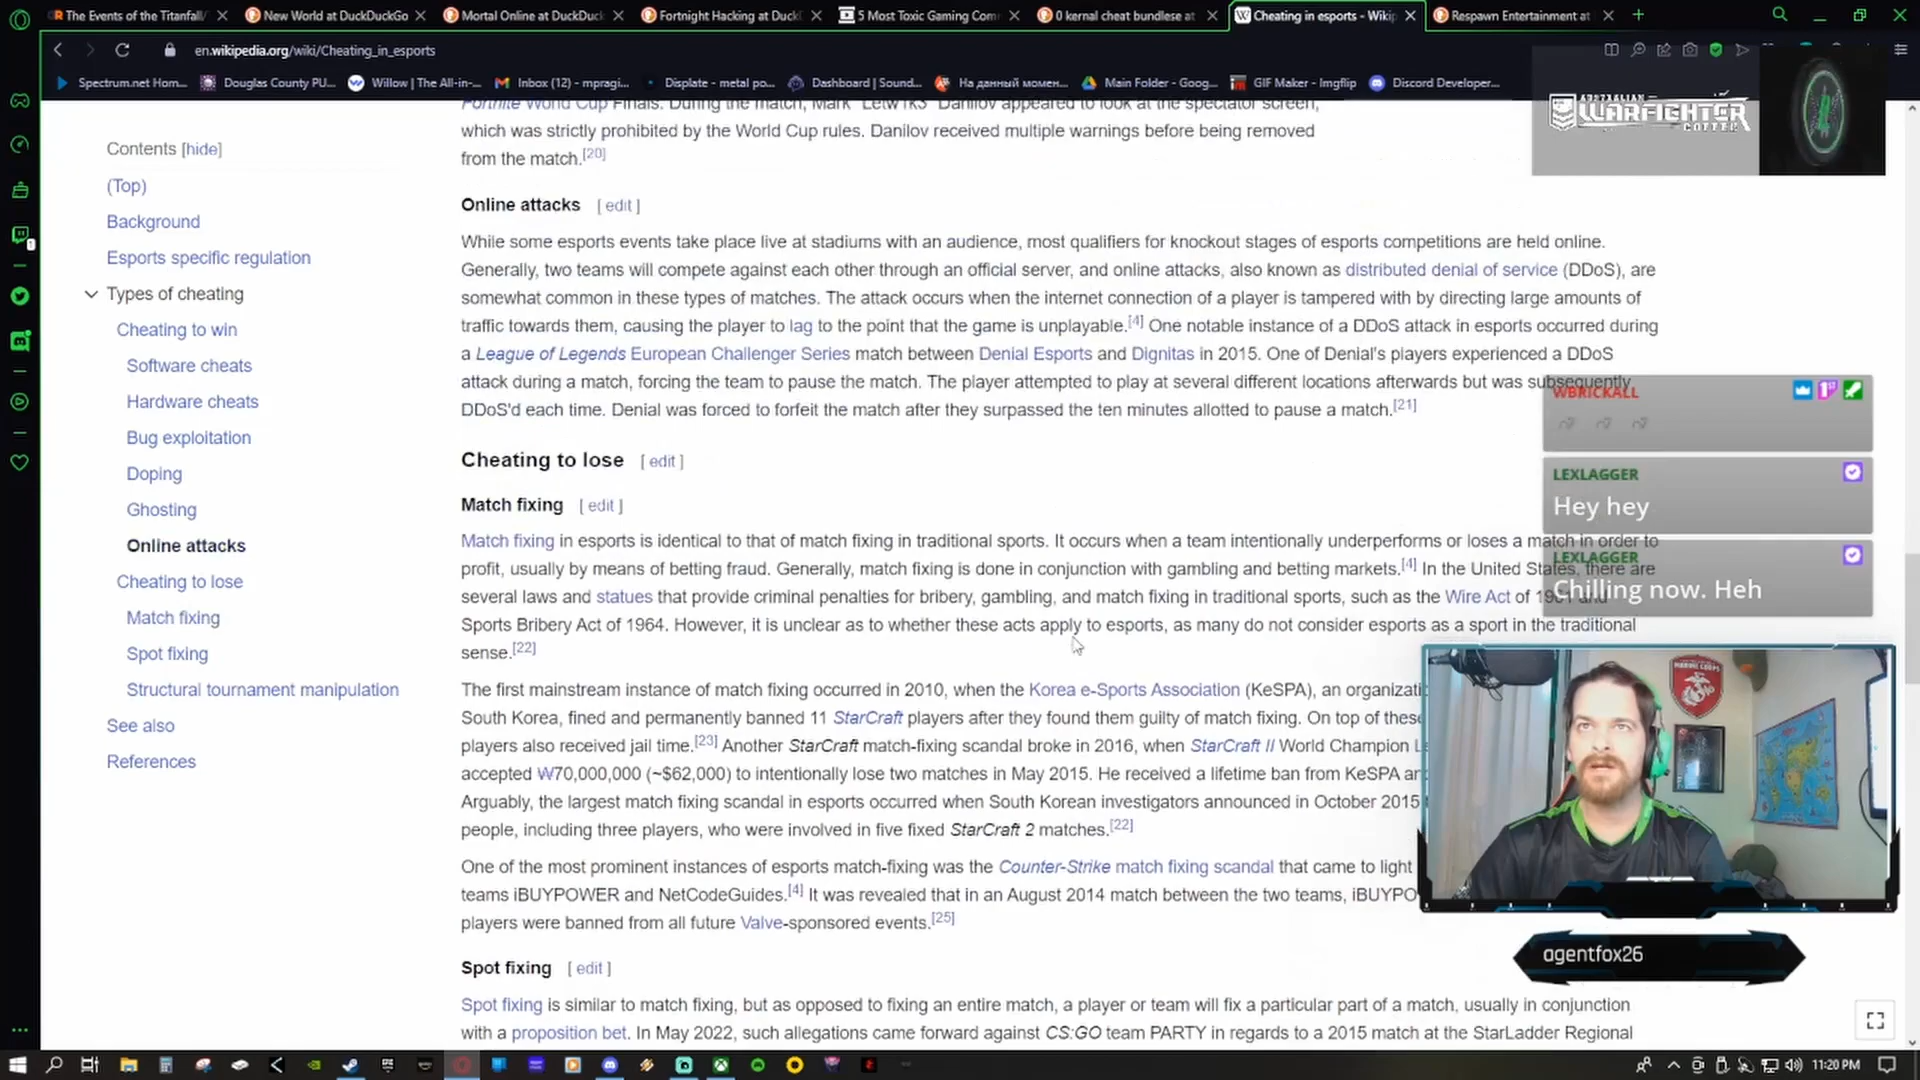 The Events of the Titanfall/
New World at DuckDuckGo
Mortal Online at DuckDuck
Fortnight Hacking at Duck
5 Most Toxic Gaming Com
0 kernal cheat bundlese at
Cheating in esports - Wikip
Respawn Entertainment at
en.wikipedia.org/wiki/Cheating_in_esports
Spectrum.net Hom...
Douglas County PU...
Willow | The All-in-...
Inbox (12) - mpragi...
Displate - metal po...
Dashboard | Sound...
На данный момен...
Main Folder - Goog...
GIF Maker - Imgflip
Discord Developer...
AUSTRALIAN
WARFIGHTER
COFFEE
Contents [hide]
(Top)
Background
Esports specific regulation
Types of cheating
Cheating to win
Software cheats
Hardware cheats
Bug exploitation
Doping
Ghosting
Online attacks
Cheating to lose
Match fixing
Spot fixing
Structural tournament manipulation
See also
References
Fortnite World Cup Finals. During the match, Mark "Letw1k3" Danilov appeared to look at the spectator screen,
which was strictly prohibited by the World Cup rules. Danilov received multiple warnings before being removed
from the match.[20]
Online attacks [ edit ]
While some esports events take place live at stadiums with an audience, most qualifiers for knockout stages of esports competitions are held online.
Generally, two teams will compete against each other through an official server, and online attacks, also known as distributed denial of service (DDoS), are
somewhat common in these types of matches. The attack occurs when the internet connection of a player is tampered with by directing large amounts of
traffic towards them, causing the player to lag to the point that the game is unplayable.[4] One notable instance of a DDoS attack in esports occurred during
a League of Legends European Challenger Series match between Denial Esports and Dignitas in 2015. One of Denial's players experienced a DDoS
attack during a match, forcing the team to pause the match. The player attempted to play at several different locations afterwards but was subsequently
DDoS'd each time. Denial was forced to forfeit the match after they surpassed the ten minutes allotted to pause a match.[21]
Cheating to lose [ edit ]
Match fixing [ edit ]
Match fixing in esports is identical to that of match fixing in traditional sports. It occurs when a team intentionally underperforms or loses a match in order to
profit, usually by means of betting fraud. Generally, match fixing is done in conjunction with gambling and betting markets.[4] In the United States, there are
several laws and statues that provide criminal penalties for bribery, gambling, and match fixing in traditional sports, such as the Wire Act of 1961 and
Sports Bribery Act of 1964. However, it is unclear as to whether these acts apply to esports, as many do not consider esports as a sport in the traditional
sense.[22]
The first mainstream instance of match fixing occurred in 2010, when the Korea e-Sports Association (KeSPA), an organizati
South Korea, fined and permanently banned 11 StarCraft players after they found them guilty of match fixing. On top of these
players also received jail time.[23] Another StarCraft match-fixing scandal broke in 2016, when StarCraft II World Champion L
accepted ₩70,000,000 (~$62,000) to intentionally lose two matches in May 2015. He received a lifetime ban from KeSPA an
Arguably, the largest match fixing scandal in esports occurred when South Korean investigators announced in October 2015
people, including three players, who were involved in five fixed StarCraft 2 matches.[22]
One of the most prominent instances of esports match-fixing was the Counter-Strike match fixing scandal that came to light
teams iBUYPOWER and NetCodeGuides.[4] It was revealed that in an August 2014 match between the two teams, iBUYPO
players were banned from all future Valve-sponsored events.[25]
Spot fixing [ edit ]
Spot fixing is similar to match fixing, but as opposed to fixing an entire match, a player or team will fix a particular part of a match, usually in conjunction
with a proposition bet. In May 2022, such allegations came forward against CS:GO team PARTY in regards to a 2015 match at the StarLadder Regional
WBRICKALL
LEXLAGGER
Hey hey
LEXLAGGER
Chilling now. Heh
MARINE CORPS
agentfox26
11:20 PM